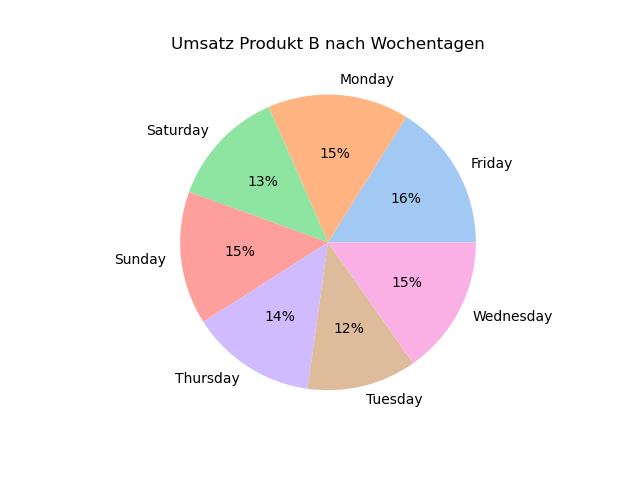 Umsatz Produkt B nach Wochentagen
Monday
Saturday
15%
Friday
13%
16%
Sunday
15%
15%
Wednesday
14%
12%
Thursday
Tuesday